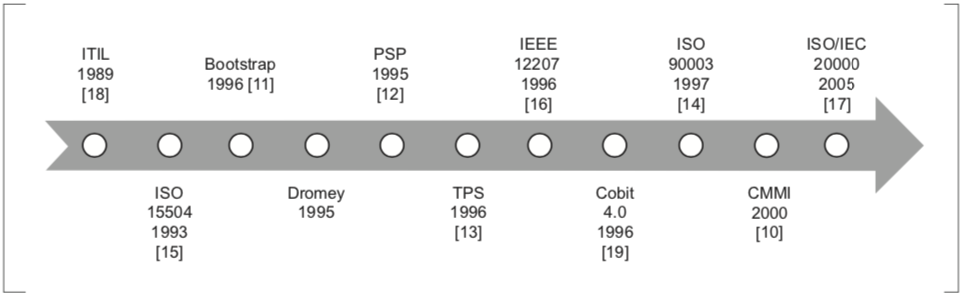 ITIL
1989
[18]
Bootstrap
1996 [11]
PSP
1995
[12]
IEEE
12207
1996
[16]
ISO
90003
1997
[14]
ISO/IEC
20000
2005
[17]
ISO
15504
1993
[15]
Dromey
1995
TPS
1996
[13]
Cobit
4.0
1996
[19]
CMMI
2000
[10]